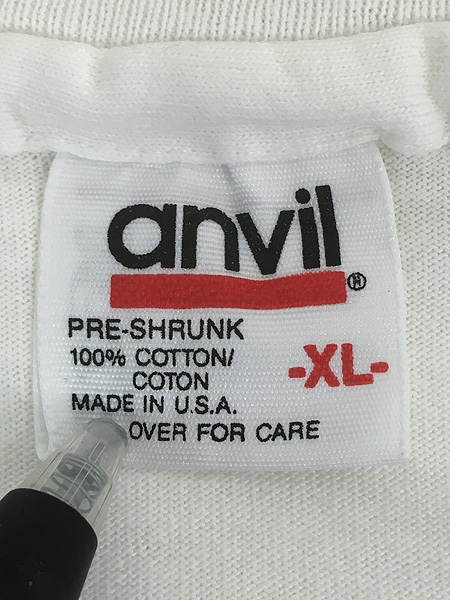 anvil®
PRE-SHRUNK
100% COTTON/
COTON
-XL-
MADE IN U.S.A.
OVER FOR CARE